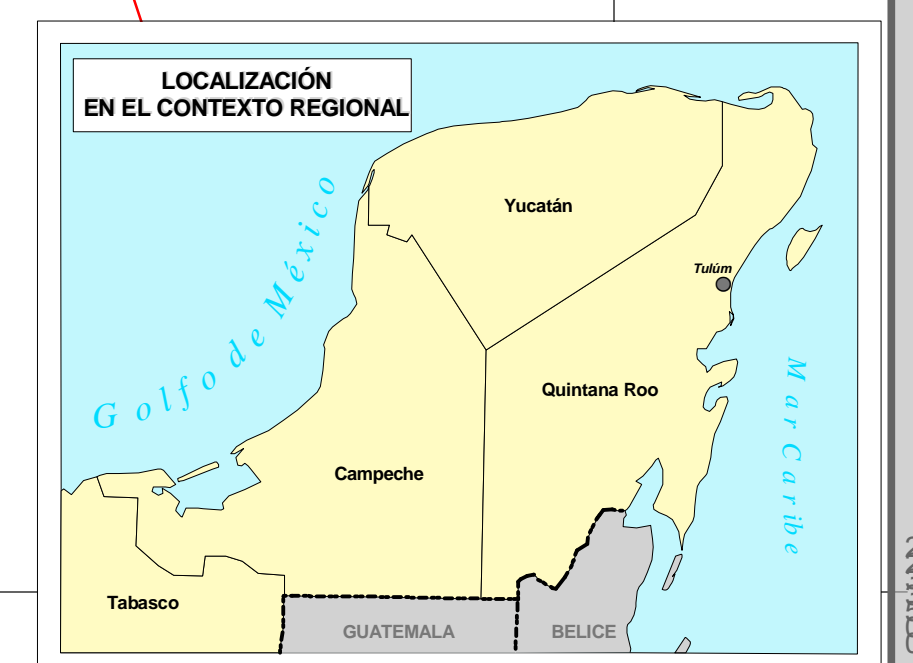 LOCALIZACIÓN
EN EL CONTEXTO REGIONAL
Golfo de México
Yucatán
Tulúm
Mar Caribe
Quintana Roo
Campeche
Tabasco
GUATEMALA
BELICE